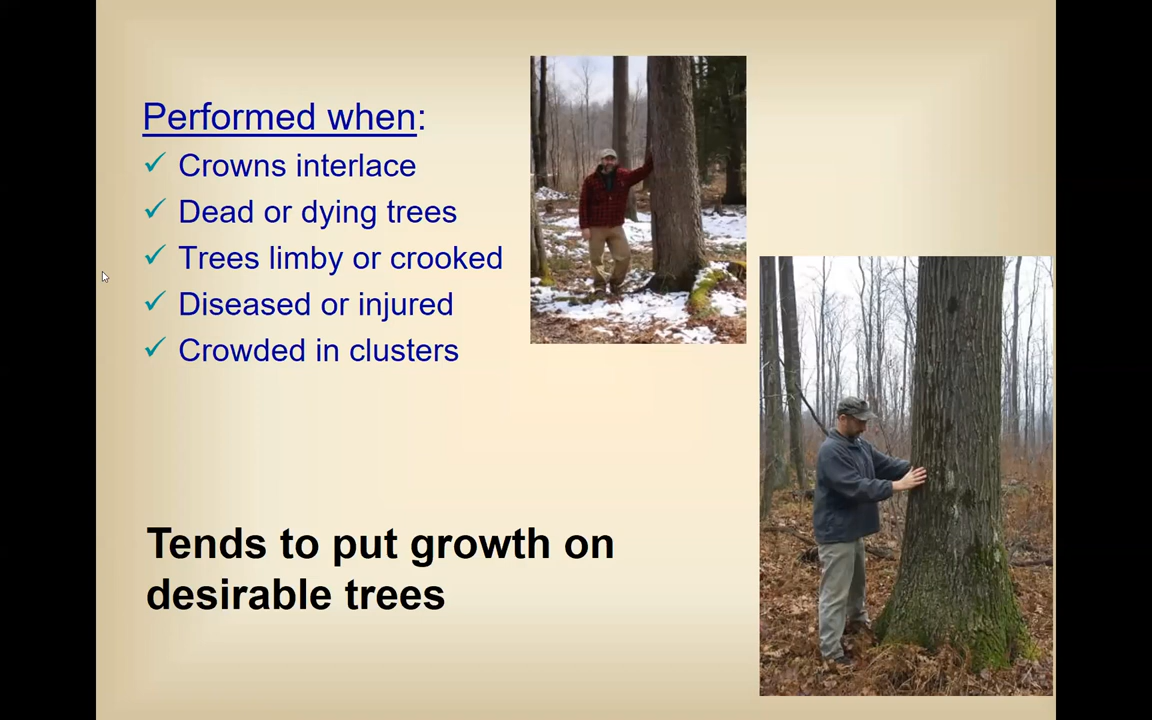 Performed when:
✓ Crowns interlace
✓ Dead or dying trees
✓ Trees limby or crooked
✓ Diseased or injured
✓ Crowded in clusters
Tends to put growth on
desirable trees